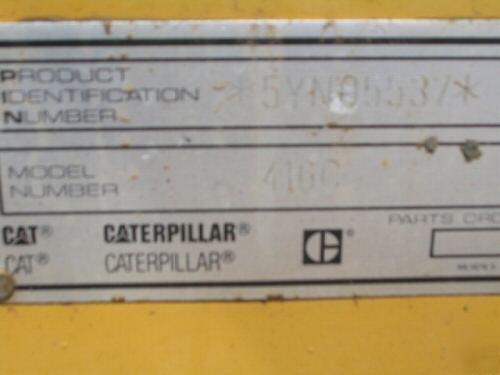 PRODUCT
IDENTIFICATION
NUMBER
*5YN05537*
MODEL
NUMBER
416C
PARTS ORD
CAT® CATERPILLAR®
CAT® CATERPILLAR®